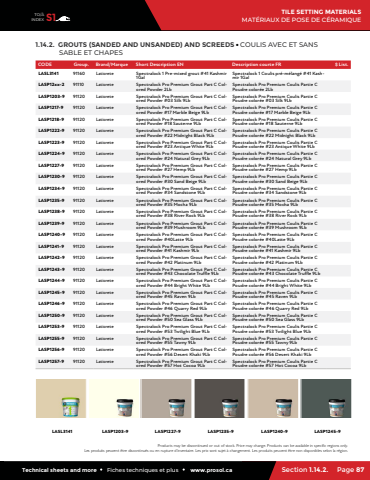 TOOLS
INDEX
S1
TILE SETTING MATERIALS
MATÉRIAUX DE POSE DE CÉRAMIQUE
1.14.2. GROUTS (SANDED AND UNSANDED) AND SCREEDS • COULIS AVEC ET SANS
SABLE ET CHAPES
CODE Group. Brand/Marque Short Description EN Description courte FR $ List.
LASL3141 91160 Laticrete Spectralock 1 Pre-mixed grout #41 Kashmir 1Gal Spectralock 1 Coulis pré-mélangé #41 Kashmir 1Gal
91110 Laticrete Spectralock Pro Premium Grout Part C Colored Powder 2Lb Spectralock Pro Premium Coulis Partie C Poudre colorée 2Lb
LASP1203-9 91120 Laticrete Spectralock Pro Premium Grout Part C Colored Powder #03 Silk 9Lb Spectralock Pro Premium Coulis Partie C Poudre colorée #03 Silk 9Lb
LASP1217-9 91120 Laticrete Spectralock Pro Premium Grout Part C Colored Powder #17 Marble Beige 9Lb Spectralock Pro Premium Coulis Partie C Poudre colorée #17 Marble Beige 9Lb
LASP1218-9 91120 Laticrete Spectralock Pro Premium Grout Part C Colored Powder #18 Sauterne 9Lb Spectralock Pro Premium Coulis Partie C Poudre colorée #18 Sauterne 9Lb
LASP1222-9 91120 Laticrete Spectralock Pro Premium Grout Part C Colored Powder #22 Midnight Black 9Lb Spectralock Pro Premium Coulis Partie C Poudre colorée #22 Midnight Black 9Lb
LASP1223-9 91120 Laticrete Spectralock Pro Premium Grout Part C Colored Powder #23 Antique White 9Lb Spectralock Pro Premium Coulis Partie C Poudre colorée #23 Antique White 9Lb
LASP1224-9 91120 Laticrete Spectralock Pro Premium Grout Part C Colored Powder #24 Natural Grey 9Lb Spectralock Pro Premium Coulis Partie C Poudre colorée #24 Natural Grey 9Lb
LASP1227-9 91120 Laticrete Spectralock Pro Premium Grout Part C Colored Powder #27 Hemp 9Lb Spectralock Pro Premium Coulis Partie C Poudre colorée #27 Hemp 9Lb
LASP1230-9 91120 Laticrete Spectralock Pro Premium Grout Part C Colored Powder #30 Sand Beige 9Lb Spectralock Pro Premium Coulis Partie C Poudre colorée #30 Sand Beige 9Lb
LASP1234-9 91120 Laticrete Spectralock Pro Premium Grout Part C Colored Powder #34 Sandstone 9Lb Spectralock Pro Premium Coulis Partie C Poudre colorée #34 Sandstone 9Lb
LASP1235-9 91120 Laticrete Spectralock Pro Premium Grout Part C Colored Powder #35 Mocha 9Lb Spectralock Pro Premium Coulis Partie C Poudre colorée #35 Mocha 9Lb
LASP1238-9 91120 Laticrete Spectralock Pro Premium Grout Part C Colored Powder #38 River Rock 9Lb Spectralock Pro Premium Coulis Partie C Poudre colorée #38 River Rock 9Lb
LASP1239-9 91120 Laticrete Spectralock Pro Premium Grout Part C Colored Powder #39 Mushroom 9Lb Spectralock Pro Premium Coulis Partie C Poudre colorée #39 Mushroom 9Lb
LASP1240-9 91120 Laticrete Spectralock Pro Premium Grout Part C Colored Powder #40Latte 9Lb Spectralock Pro Premium Coulis Partie C Poudre colorée #40Latte 9Lb
LASP1241-9 91120 Laticrete Spectralock Pro Premium Grout Part C Colored Powder #41 Kashmir 9Lb Spectralock Pro Premium Coulis Partie C Poudre colorée #41 Kashmir 9Lb
LASP1242-9 91120 Laticrete Spectralock Pro Premium Grout Part C Colored Powder #42 Platinum 9Lb Spectralock Pro Premium Coulis Partie C Poudre colorée #42 Platinum 9Lb
LASP1243-9 91120 Laticrete Spectralock Pro Premium Grout Part C Colored Powder #43 Chocolate Truffle 9Lb Spectralock Pro Premium Coulis Partie C Poudre colorée #43 Chocolate Truffle 9Lb
LASP1244-9 91120 Laticrete Spectralock Pro Premium Grout Part C Colored Powder #44 Bright White 9Lb Spectralock Pro Premium Coulis Partie C Poudre colorée #44 Bright White 9Lb
LASP1245-9 91120 Laticrete Spectralock Pro Premium Grout Part C Colored Powder #45 Raven 9Lb Spectralock Pro Premium Coulis Partie C Poudre colorée #45 Raven 9Lb
LASP1246-9 91120 Laticrete Spectralock Pro Premium Grout Part C Colored Powder #46 Quarry Red 9Lb Spectralock Pro Premium Coulis Partie C Poudre colorée #46 Quarry Red 9Lb
LASP1250-9 91120 Laticrete Spectralock Pro Premium Grout Part C Colored Powder #50 Sea Glass 9Lb Spectralock Pro Premium Coulis Partie C Poudre colorée #50 Sea Glass 9Lb
LASP1253-9 91120 Laticrete Spectralock Pro Premium Grout Part C Colored Powder #53 Twilight Blue 9Lb Spectralock Pro Premium Coulis Partie C Poudre colorée #53 Twilight Blue 9Lb
LASP1255-9 91120 Laticrete Spectralock Pro Premium Grout Part C Colored Powder #55 Tawny 9Lb Spectralock Pro Premium Coulis Partie C Poudre colorée #55 Tawny 9Lb
LASP1256-9 91120 Laticrete Spectralock Pro Premium Grout Part C Colored Powder #56 Desert Khaki 9Lb Spectralock Pro Premium Coulis Partie C Poudre colorée #56 Desert Khaki 9Lb
LASP1257-9 91120 Laticrete Spectralock Pro Premium Grout Part C Colored Powder #57 Hot Cocoa 9Lb Spectralock Pro Premium Coulis Partie C Poudre colorée #57 Hot Cocoa 9Lb
LASL3141 LASP1203-9 LASP1227-9 LASP1235-9 LASP1240-9 LASP1245-9
Products may be discontinued or out of stock. Price may change. Products can be available in specific regions only.
Les produits peuvent être discontinués ou en rupture d'inventaire. Les prix sont sujets à changement. Les produits peuvent être non disponibles selon la région.
Technical sheets and more • Fiches techniques et plus • www.prosol.ca
Section 1.14.2. Page 87